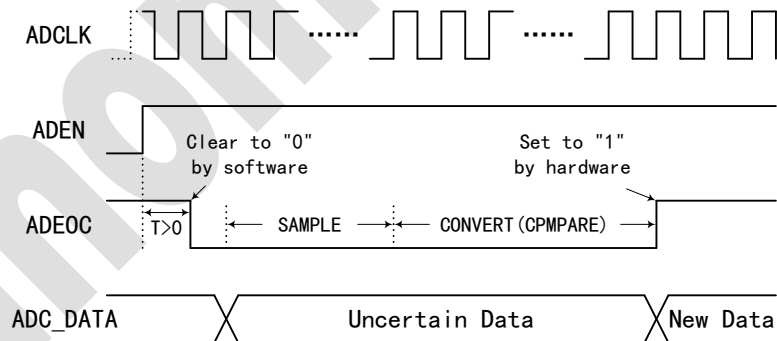 ADCLK
······
······
ADEN
Clear to "0"
by software
Set to "1"
by hardware
ADEOC
T>0
SAMPLE
CONVERT(CPMPARE)
ADC_DATA
Uncertain Data
New Data